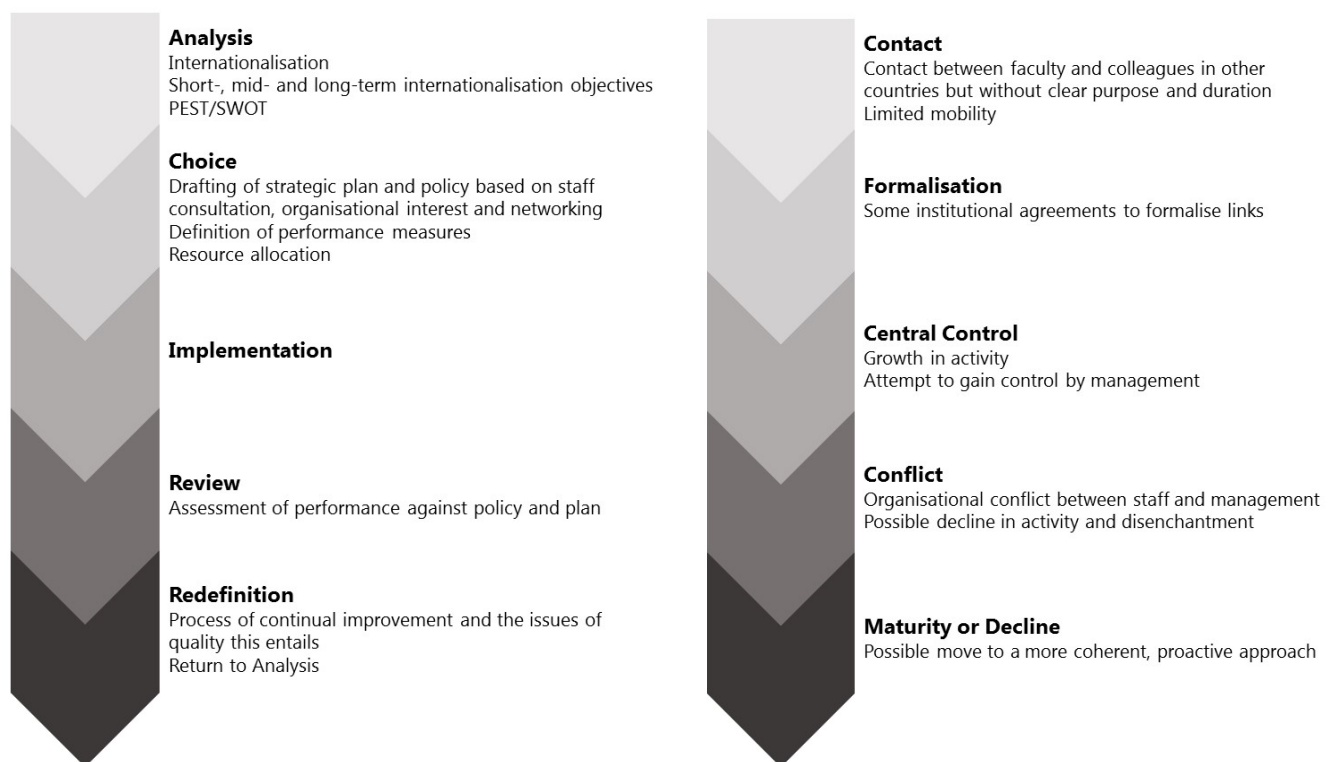 Analysis
Internationalisation
Short-, mid- and long-term internationalisation objectives
PEST/SWOT
Choice
Drafting of strategic plan and policy based on staff
consultation, organisational interest and networking
Definition of performance measures
Resource allocation
Implementation
Review
Assessment of performance against policy and plan
Redefinition
Process of continual improvement and the issues of
quality this entails
Return to Analysis
Contact
Contact between faculty and colleagues in other
countries but without clear purpose and duration
Limited mobility
Formalisation
Some institutional agreements to formalise links
Central Control
Growth in activity
Attempt to gain control by management
Conflict
Organisational conflict between staff and management
Possible decline in activity and disenchantment
Maturity or Decline
Possible move to a more coherent, proactive approach